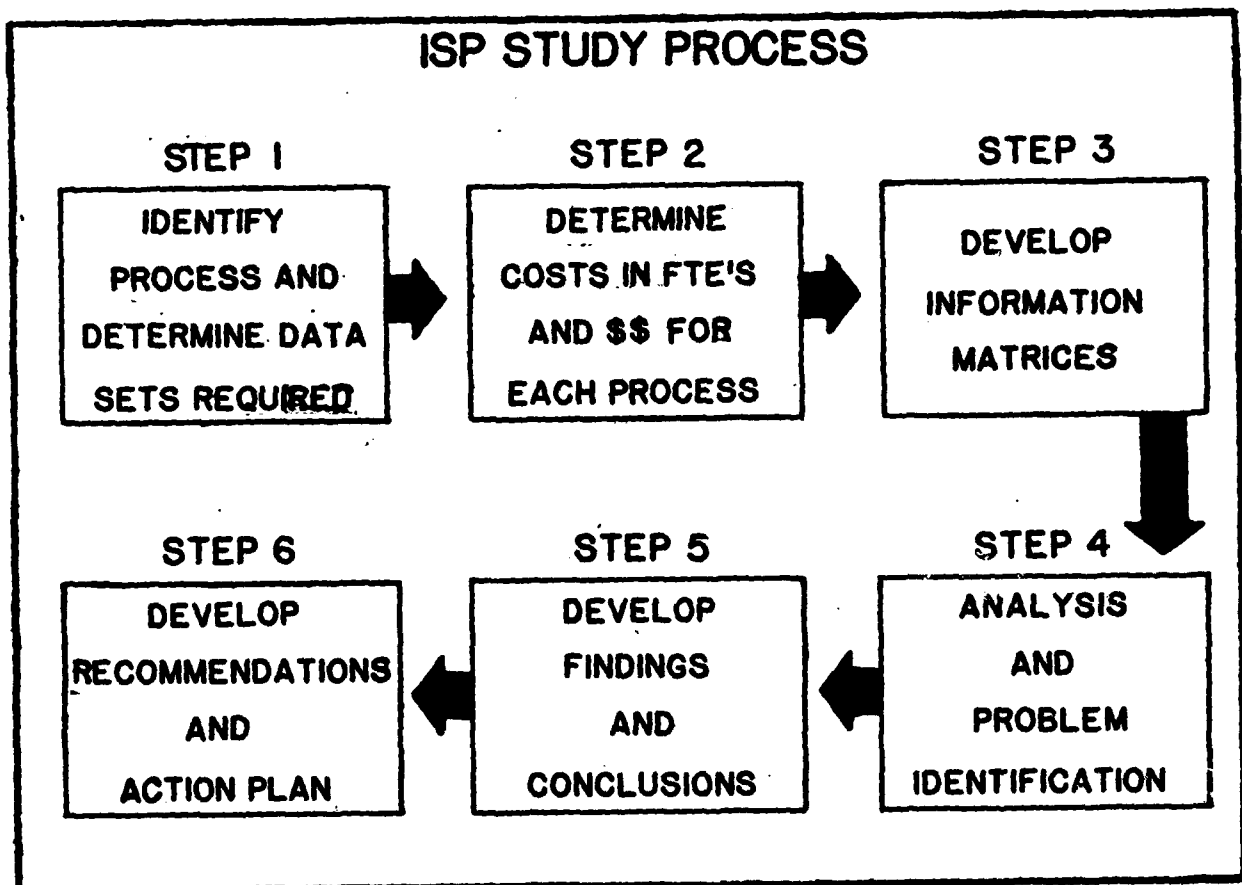 ISP STUDY PROCESS
STEP 1
IDENTIFY
PROCESS AND
DETERMINE DATA
SETS REQUIRED
STEP 2
DETERMINE
COSTS IN FTE'S
AND $$ FOR
EACH PROCESS
STEP 3
DEVELOP
INFORMATION
MATRICES
STEP 4
ANALYSIS
AND
PROBLEM
IDENTIFICATION
STEP 5
DEVELOP
FINDINGS
AND
CONCLUSIONS
STEP 6
DEVELOP
RECOMMENDATIONS
AND
ACTION PLAN